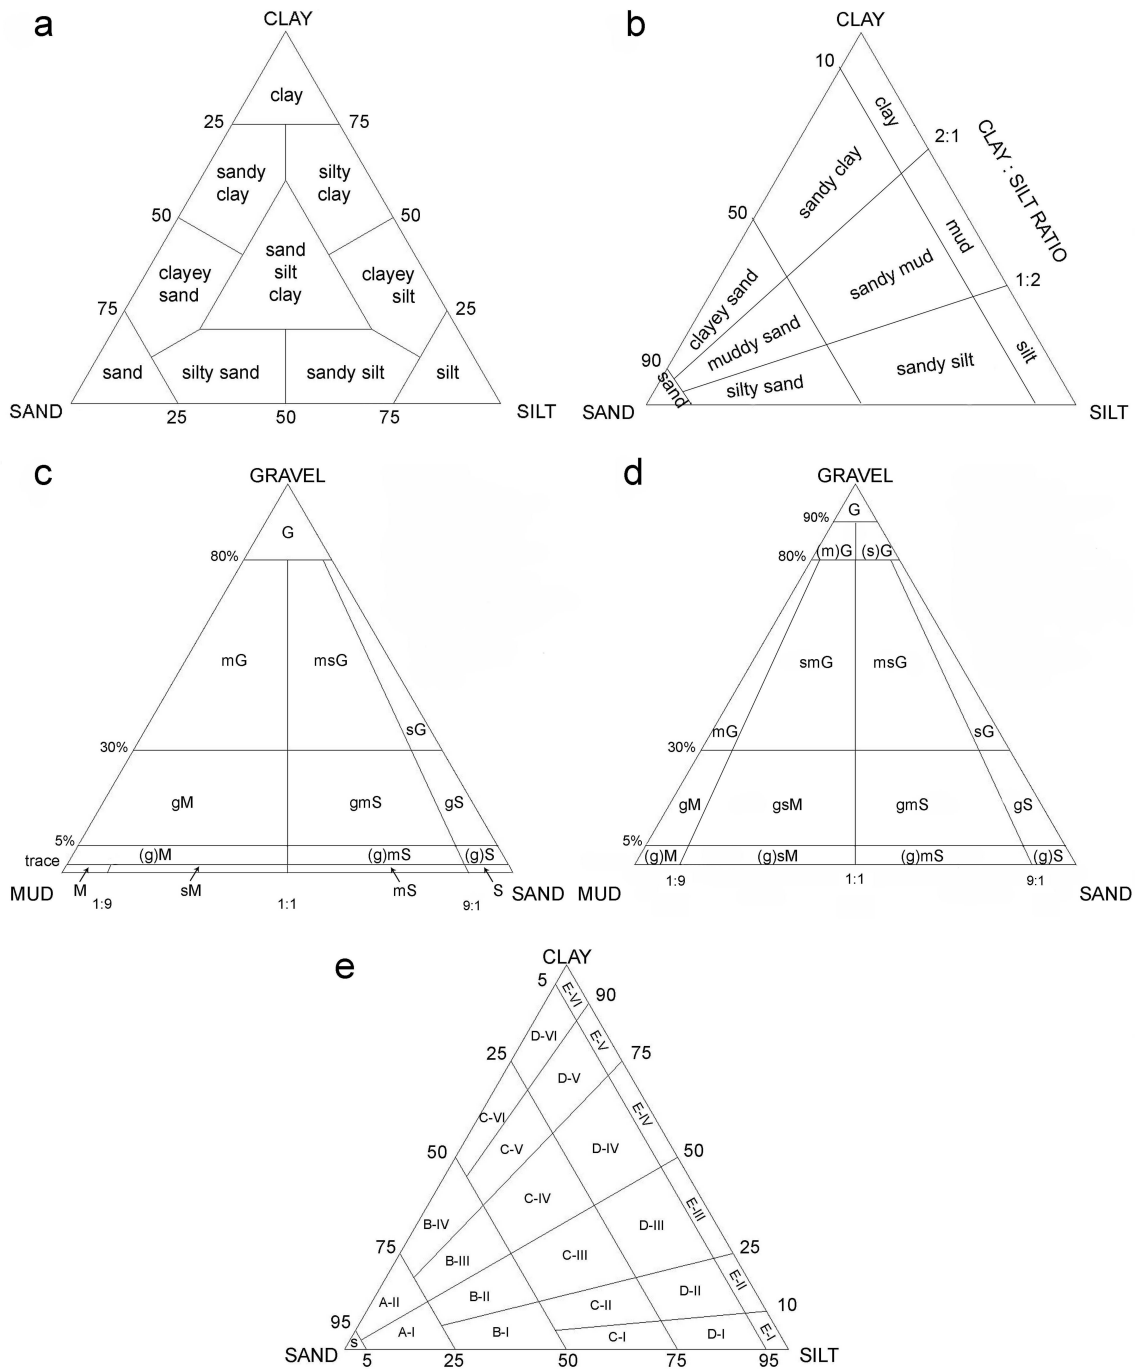 a
CLAY
clay
25
75
sandy
clay
silty
clay
50
50
sand
silt
clay
clayey
sand
clayey
silt
75
25
sand
silty sand
sandy silt
silt
SAND
25
50
75
SILT
b
CLAY
10
clay
2:1
CLAY : SILT RATIO
sandy clay
50
mud
sandy mud
1:2
clayey sand
muddy sand
90
sand
silty sand
sandy silt
silt
SAND
SILT
c
GRAVEL
G
80%
mG
msG
sG
30%
gM
gmS
gS
5%
trace
(g)M
(g)mS
(g)S
MUD
M
sM
mS
S
SAND
1:9
1:1
9:1
d
GRAVEL
90%
G
80%
(m)G
(s)G
smG
msG
mG
sG
30%
gM
gsM
gmS
gS
5%
(g)M
(g)sM
(g)mS
(g)S
MUD
1:9
1:1
9:1
SAND
e
CLAY
5
E-VI
90
D-VI
E-V
25
75
D-V
C-VI
E-IV
50
C-V
D-IV
50
C-IV
B-IV
E-III
D-III
75
B-III
C-III
25
A-II
B-II
C-II
D-II
E-II
95
10
s
A-I
B-I
C-I
D-I
E-I
SAND
5
25
50
75
95
SILT